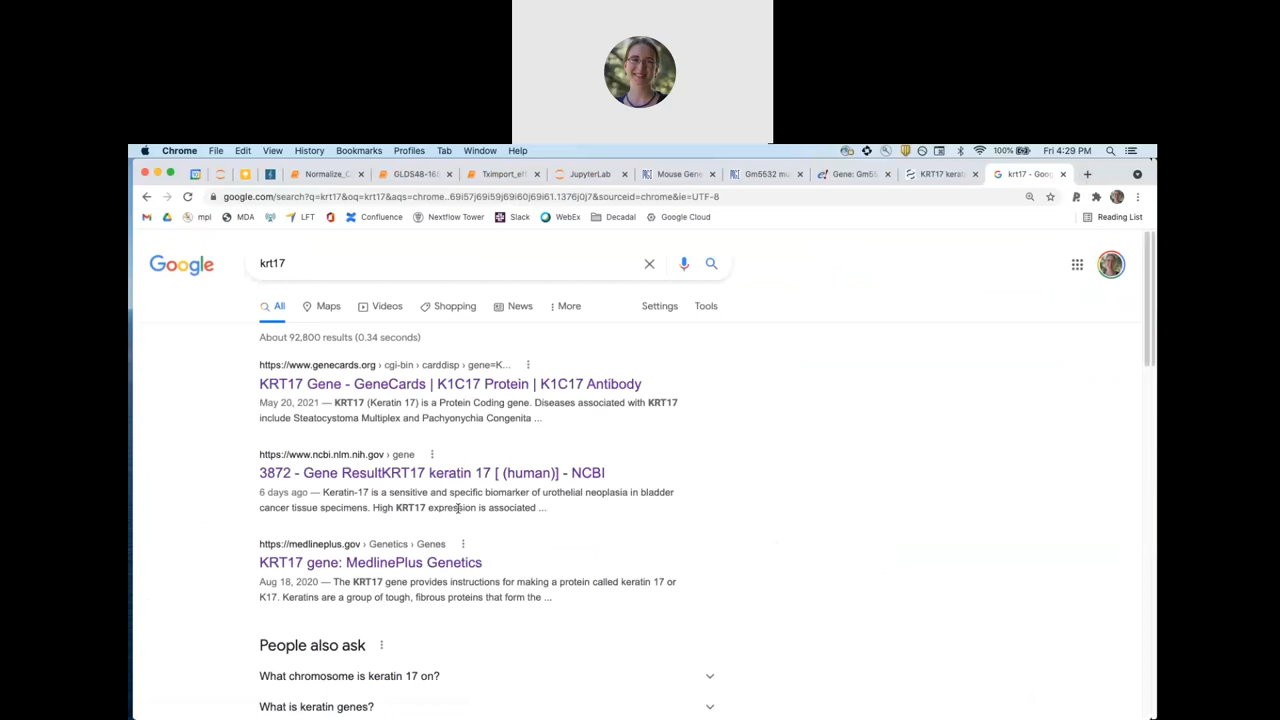 Chrome File Edit View History Bookmarks Profiles Tab Window Help 100% Fri 4:29 PM
Normalize_C GLDS48-16 Tximport_ef JupyterLab Mouse Gene Gm5532 mu Gene: Gm55 KRT17 kera krt17 - Goog
google.com/search?q=krt17&oq=krt17&aqs=chrome..69i57j69i59j69i60j69i61.1376j0j7&sourceid=chrome&ie=UTF-8
mpl MDA LFT Confluence Nextflow Tower Slack WebEx Decadal Google Cloud Reading List
Google krt17
All Maps Videos Shopping News More Settings Tools
About 92,800 results (0.34 seconds)
https://www.genecards.org › cgi-bin › carddisp › gene=K...
KRT17 Gene - GeneCards | K1C17 Protein | K1C17 Antibody
May 20, 2021 — KRT17 (Keratin 17) is a Protein Coding gene. Diseases associated with KRT17
include Steatocystoma Multiplex and Pachyonychia Congenita ...
https://www.ncbi.nlm.nih.gov › gene
3872 - Gene ResultKRT17 keratin 17 [ (human)] - NCBI
6 days ago — Keratin-17 is a sensitive and specific biomarker of urothelial neoplasia in bladder
cancer tissue specimens. High KRT17 expression is associated ...
https://medlineplus.gov › Genetics › Genes
KRT17 gene: MedlinePlus Genetics
Aug 18, 2020 — The KRT17 gene provides instructions for making a protein called keratin 17 or
K17. Keratins are a group of tough, fibrous proteins that form the ...
People also ask
What chromosome is keratin 17 on?
What is keratin genes?